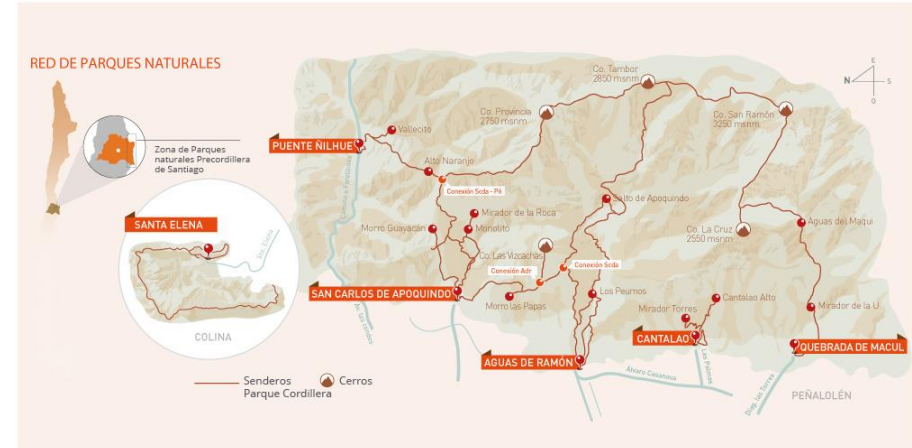 RED DE PARQUES NATURALES
Zona de Parques
naturales Precordillera
de Santiago
SANTA ELENA
COLINA
Senderos
Parque Cordillera
Cerros
PUENTE ÑILHUE
Vallecito
Alto Naranjo
Conexión Scda - Pñ
Mirador de la Roca
Morro Guayacán
Monolito
Co. Las Vizcachas
Conexión Adr
Conexión Scda
SAN CARLOS DE APOQUINDO
Morro las Papas
Los Peumos
AGUAS DE RAMÓN
Co. Provincia
2750 msnm
Co. Tambor
2850 msnm
Co. San Ramón
3250 msnm
Salto de Apoquindo
Co. La Cruz
2550 msnm
Aguas del Maqui
Cantalao Alto
Mirador Torres
Mirador de la U.
CANTALAO
QUEBRADA DE MACUL
Álvaro Casanova
Las Palmas
Diag. las Torres
PEÑALOLÉN
N
E
S
O